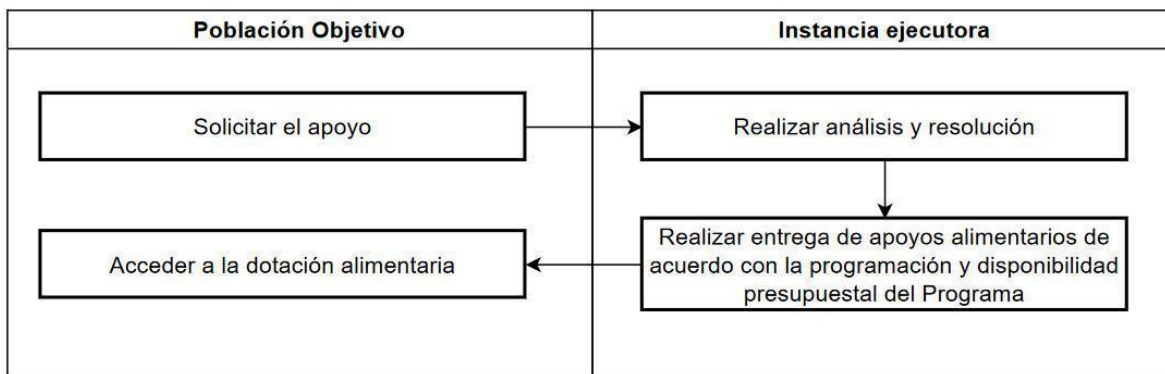 Población Objetivo
Instancia ejecutora
Solicitar el apoyo
Realizar análisis y resolución
Realizar entrega de apoyos alimentarios de
acuerdo con la programación y disponibilidad
presupuestal del Programa
Acceder a la dotación alimentaria